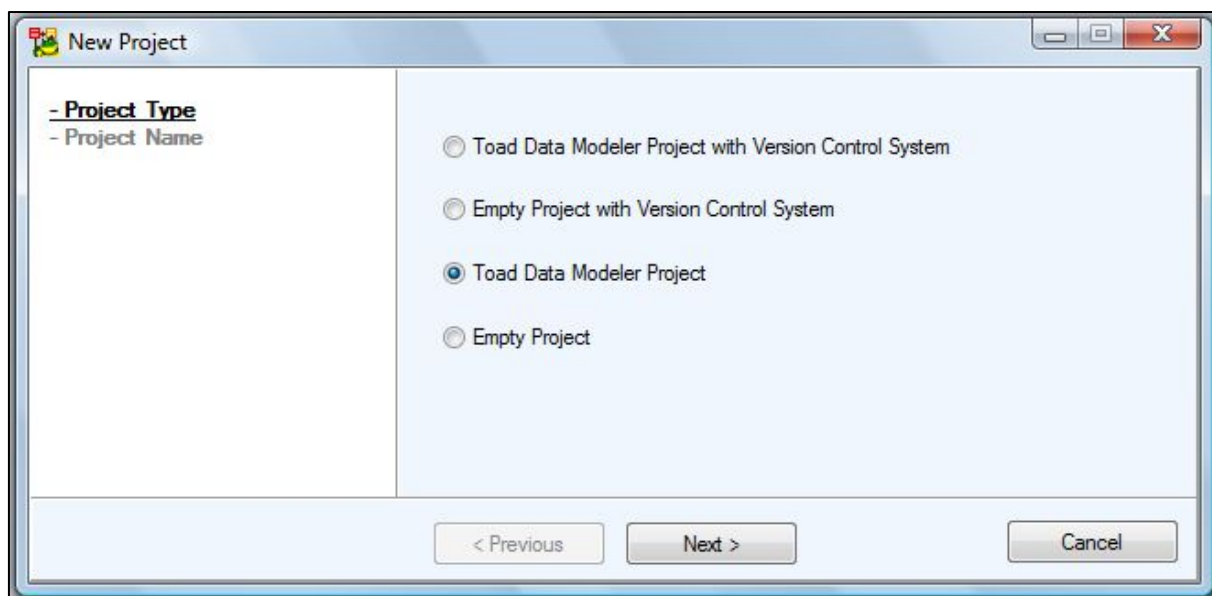 New Project
- Project Type
- Project Name
Toad Data Modeler Project with Version Control System
Empty Project with Version Control System
Toad Data Modeler Project
Empty Project
< Previous
Next >
Cancel